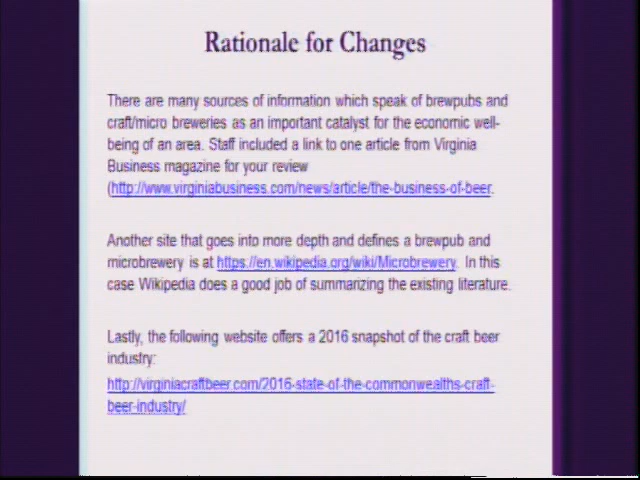 Rationale for Changes
There are many sources of information which speak of brewpubs and
craft/micro breweries as an important catalyst for the economic well-
being of an area. Staff included a link to one article from Virginia
Business magazine for your review
(http://www.virginiabusiness.com/news/article/the-business-of-beer.
Another site that goes into more depth and defines a brewpub and
microbrewery is at https://en.wikipedia.org/wiki/Microbrewery. In this
case Wikipedia does a good job of summarizing the existing literature.
Lastly, the following website offers a 2016 snapshot of the craft beer
industry:
http://virginiacraftbeer.com/2016-state-of-the-commonwealths-craft-
beer-industry/